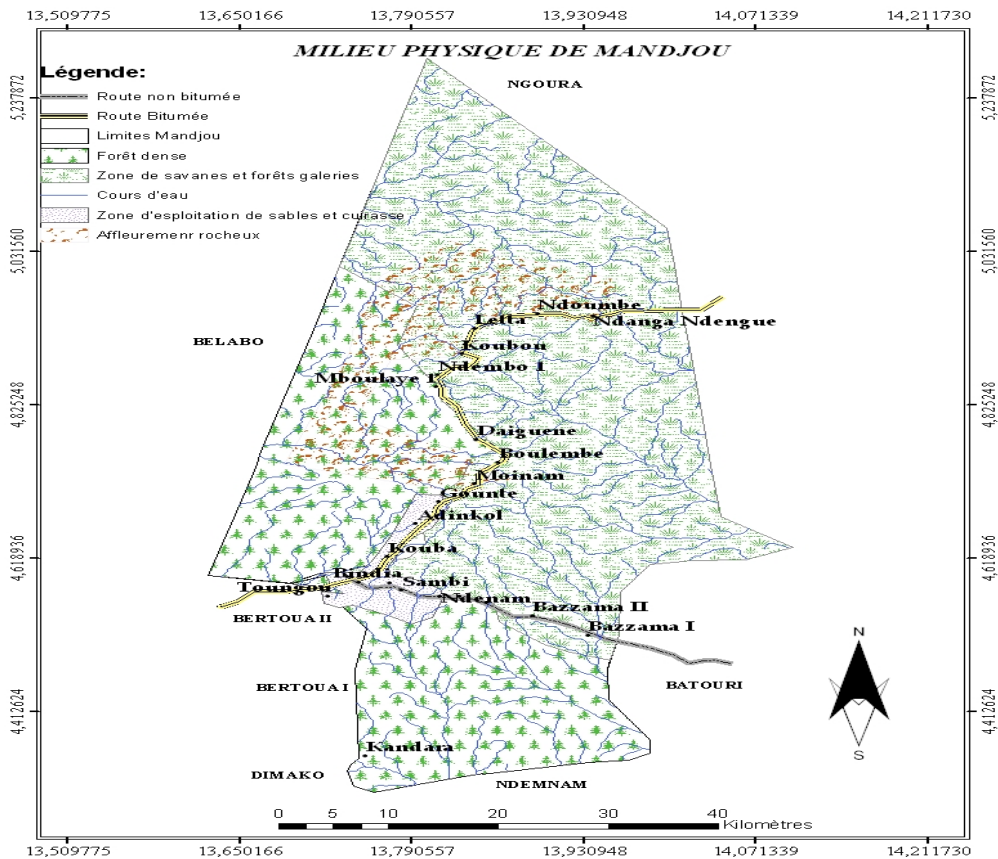 13,509775 13,650166 13,790557 13,930948 14,071339 14,211730
MILIEU PHYSIQUE DE MANDJOU
Légende:
Route non bitumée
Route Bitumée
Limites Mandjou
Forêt dense
Zone de savanes et forêts galeries
Cours d'eau
Zone d'esploitation de sables et cuirasse
Affleuremenr rocheux
NGOURA
5,237872 5,237872
5,031560 5,031560
Ndoumbe
Letta
Ndanga Ndengue
BELABO
Koubou
Ndembo I
Mboulaye I
4,825248 4,825248
Daiguene
Boulembe
Moinam
Gounte
Adinkol
Kouba
4,618936 4,618936
Bindia
Sambi
Toungou
Ndenam
Bazzama II
BERTOUA II
Bazzama I
N
BERTOUA I
BATOURI
4,412624 4,412624
Kandara
S
DIMAKO
NDEMNAM
0 5 10 20 30 40
Kilomètres
13,509775 13,650166 13,790557 13,930948 14,071339 14,211730